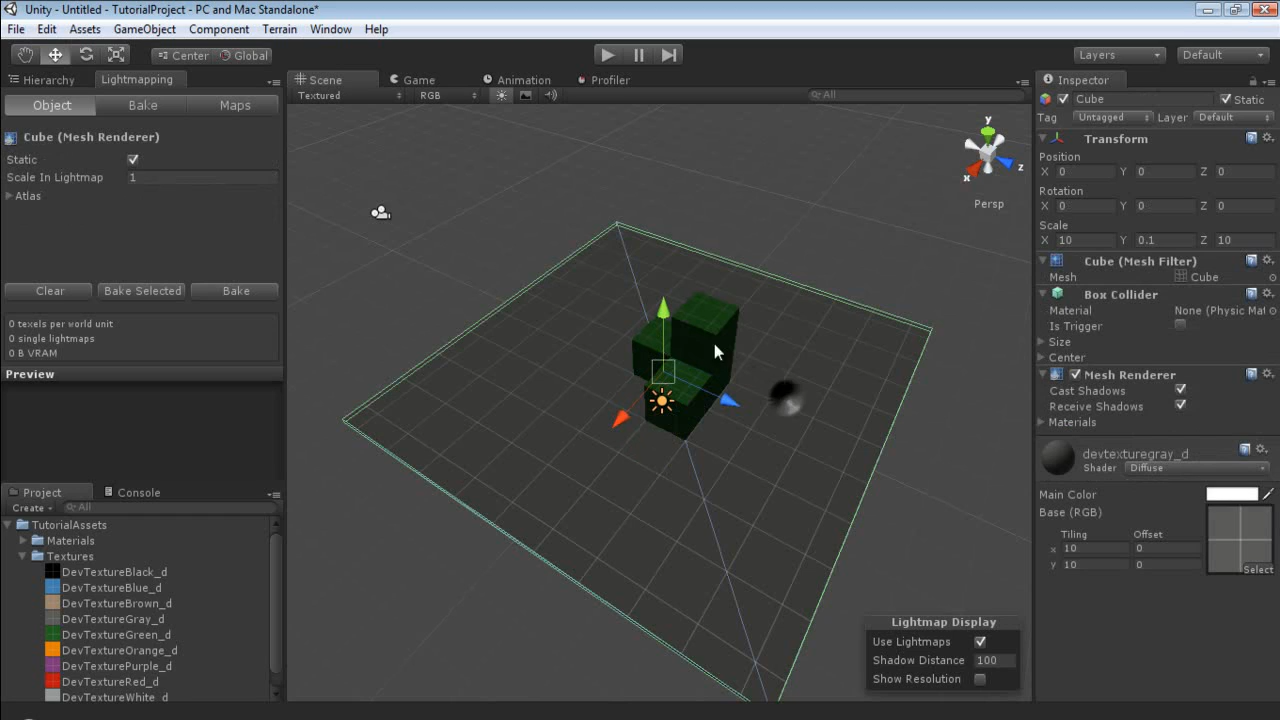 Unity - Untitled - TutorialProject - PC and Mac Standalone*
File Edit Assets GameObject Component Terrain Window Help
Center Global Layers Default
Hierarchy Lightmapping
Object Bake Maps
Cube (Mesh Renderer)
Static
Scale In Lightmap 1
Atlas
Clear Bake Selected Bake
0 texels per world unit
0 single lightmaps
0 B VRAM
Preview
Project Console
Create All
TutorialAssets
Materials
Textures
DevTextureBlack_d
DevTextureBlue_d
DevTextureBrown_d
DevTextureGray_d
DevTextureGreen_d
DevTextureOrange_d
DevTexturePurple_d
DevTextureRed_d
DevTextureWhite_d
Scene Game Animation Profiler
Textured RGB All
y
x z
Persp
Lightmap Display
Use Lightmaps
Shadow Distance 100
Show Resolution
Inspector
Cube Static
Tag Untagged Layer Default
Transform
Position
X 0 Y 0 Z 0
Rotation
X 0 Y 0 Z 0
Scale
X 10 Y 0.1 Z 10
Cube (Mesh Filter)
Mesh Cube
Box Collider
Material None (Physic Mat
Is Trigger
Size
Center
Mesh Renderer
Cast Shadows
Receive Shadows
Materials
devtexturegray_d
Shader Diffuse
Main Color
Base (RGB)
Tiling Offset
x 10 0
y 10 0
Select